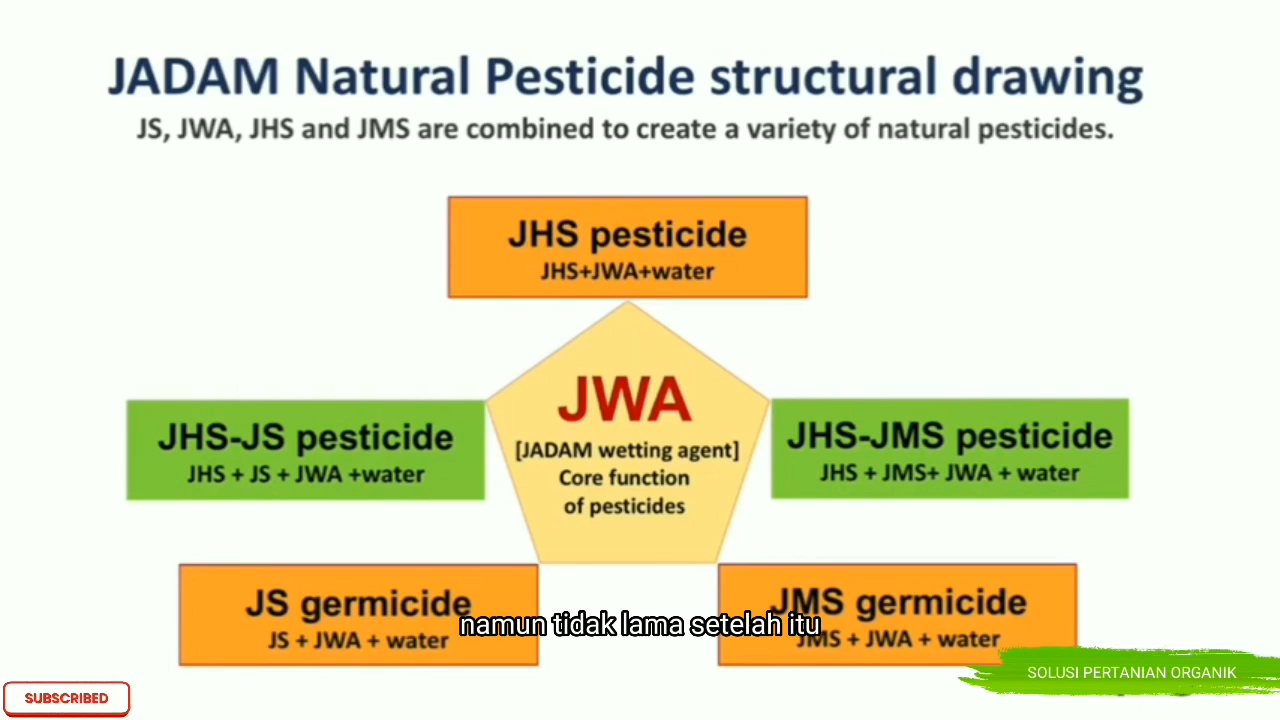 JADAM Natural Pesticide structural drawing
JS, JWA, JHS and JMS are combined to create a variety of natural pesticides.
JHS pesticide
JHS+JWA+water
JWA
[JADAM wetting agent]
Core function
of pesticides
JHS-JS pesticide
JHS + JS + JWA +water
JHS-JMS pesticide
JHS + JMS+ JWA + water
JS germicide
JS + JWA + water
JMS germicide
JMS + JWA + water
namun tidak lama setelah itu
SOLUSI PERTANIAN ORGANIK
SUBSCRIBED